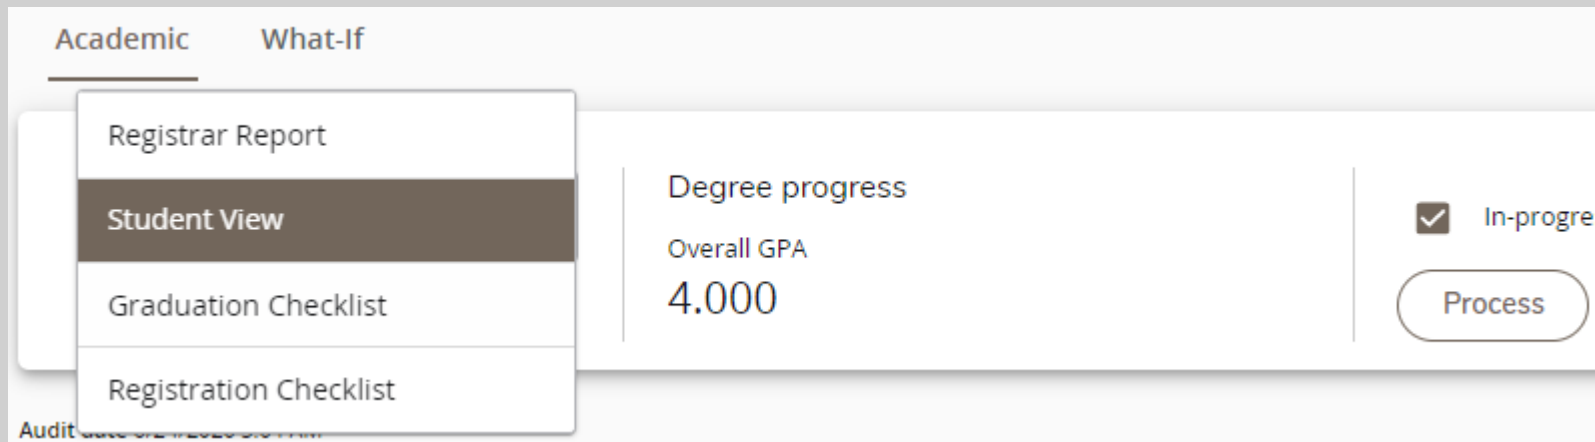 Academic What-If
Registrar Report
Student View
Graduation Checklist
Registration Checklist
Degree progress
Overall GPA
4.000
In-progre
Process
Audit